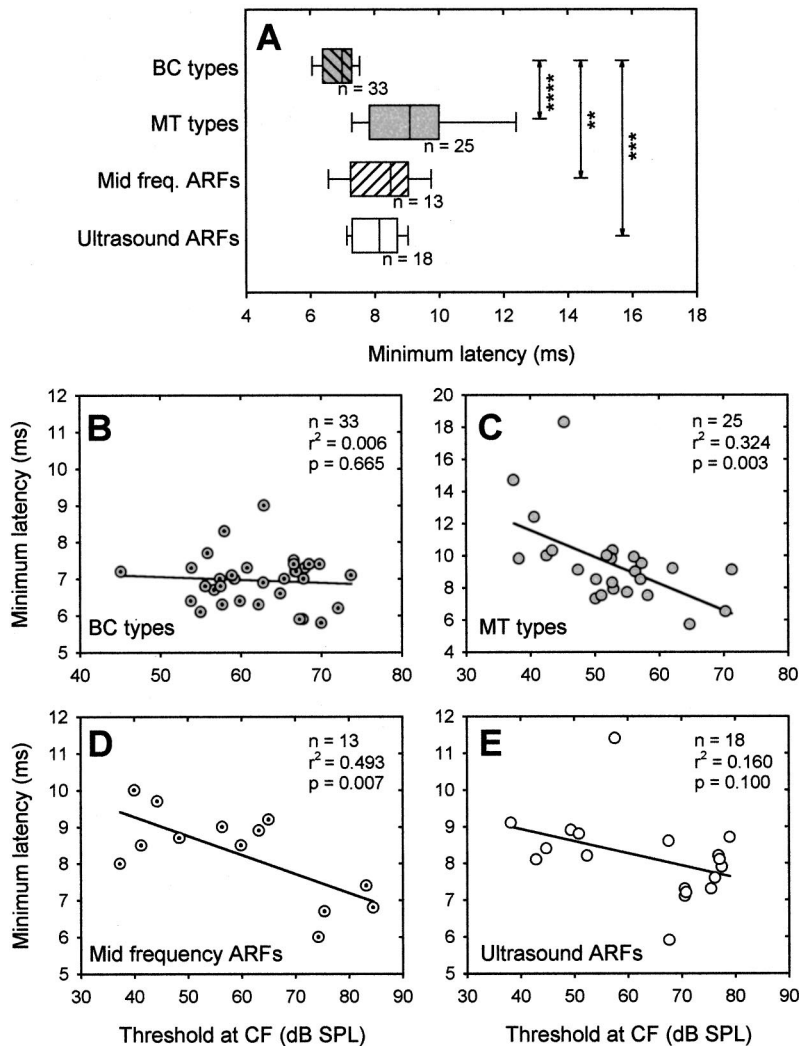 A
BC types
n = 33
MT types
n = 25
Mid freq. ARFs
n = 13
Ultrasound ARFs
n = 18
****
**
***
4 6 8 10 12 14 16 18
Minimum latency (ms)
B
n = 33
r² = 0.006
p = 0.665
BC types
Minimum latency (ms)
12
11
10
9
8
7
6
5
40 50 60 70 80
C
n = 25
r² = 0.324
p = 0.003
MT types
20
18
16
14
12
10
8
6
4
30 40 50 60 70 80
D
n = 13
r² = 0.493
p = 0.007
Mid frequency ARFs
Minimum latency (ms)
12
11
10
9
8
7
6
5
30 40 50 60 70 80 90
Threshold at CF (dB SPL)
E
n = 18
r² = 0.160
p = 0.100
Ultrasound ARFs
12
11
10
9
8
7
6
5
30 40 50 60 70 80 90
Threshold at CF (dB SPL)